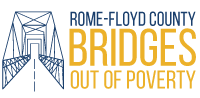 ROME-FLOYD COUNTY
BRIDGES
OUT OF POVERTY